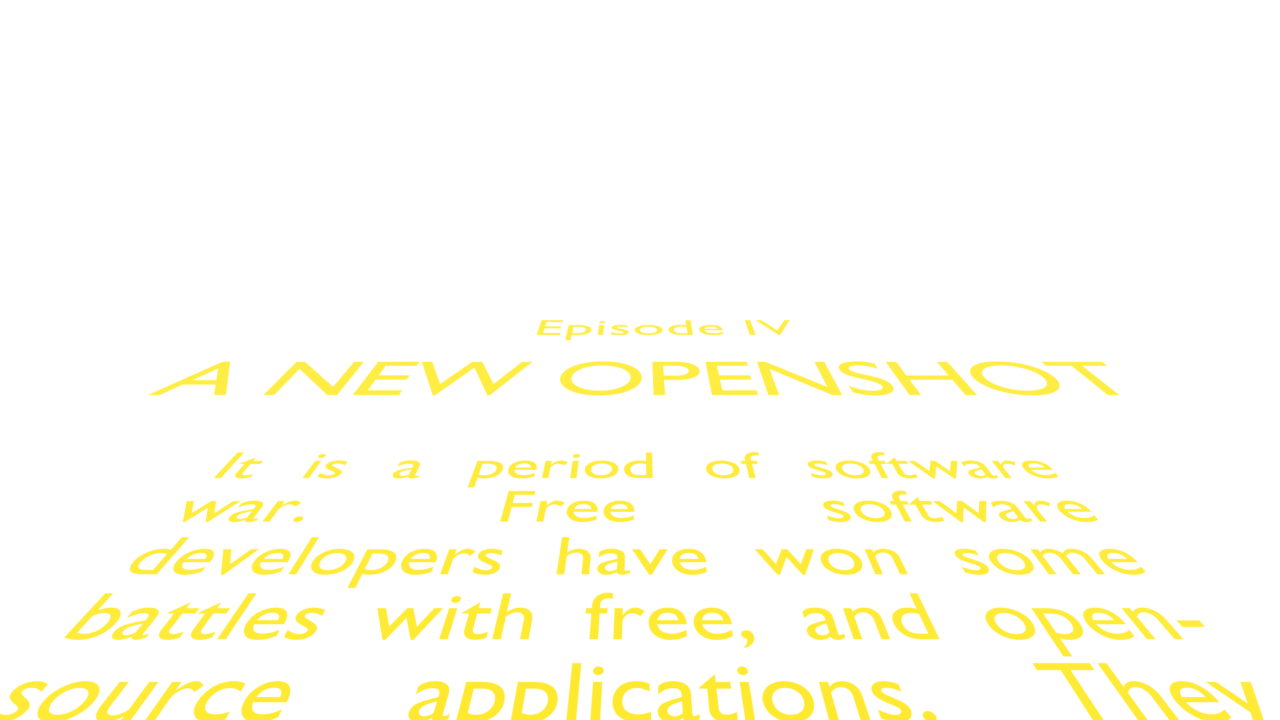 Episode IV
A NEW OPENSHOT
It is a period of software
war. Free software
developers have won some
battles with free, and open-
source applications. They